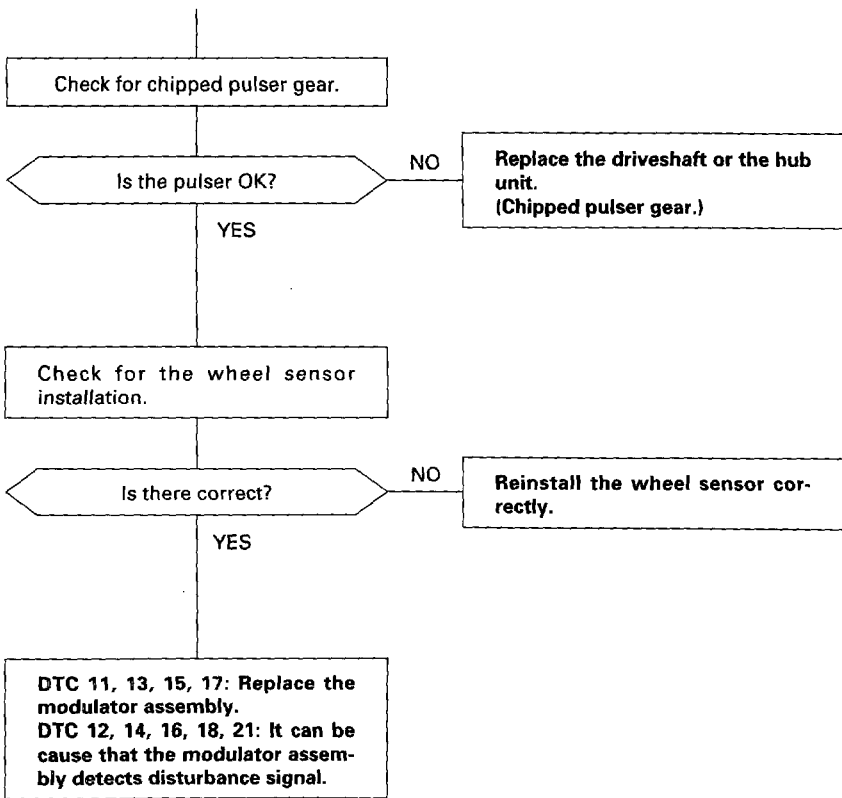 Check for chipped pulser gear.
Is the pulser OK?
NO
Replace the driveshaft or the hub
unit.
(Chipped pulser gear.)
YES
Check for the wheel sensor
installation.
Is there correct?
NO
Reinstall the wheel sensor cor-
rectly.
YES
DTC 11, 13, 15, 17: Replace the
modulator assembly.
DTC 12, 14, 16, 18, 21: It can be
cause that the modulator assem-
bly detects disturbance signal.